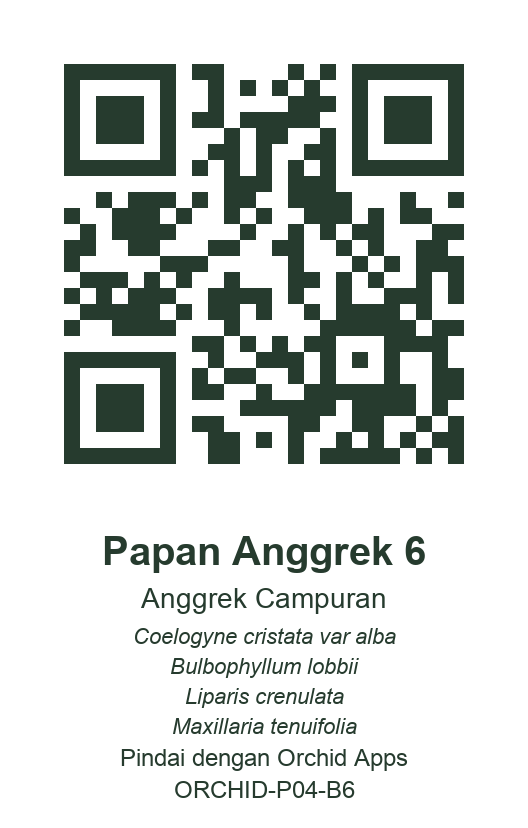 Papan Anggrek 6
Anggrek Campuran
Coelogyne cristata var alba
Bulbophyllum lobbii
Liparis crenulata
Maxillaria tenuifolia
Pindai dengan Orchid Apps
ORCHID-P04-B6